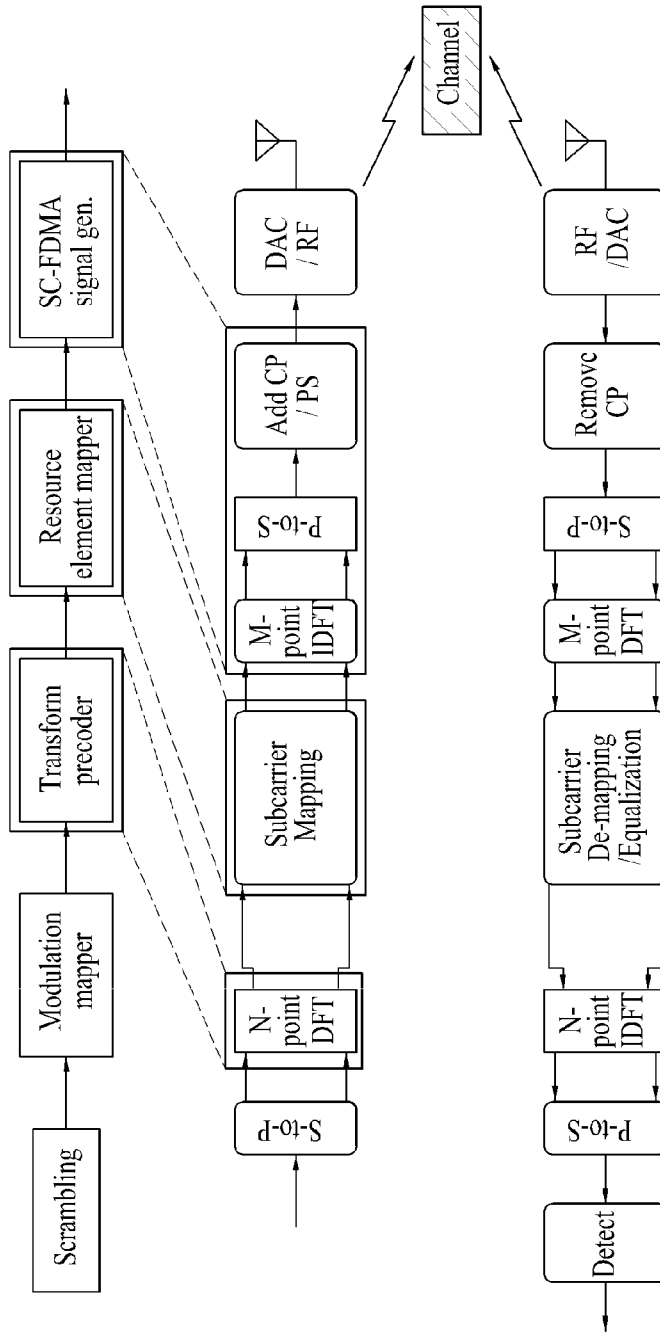 Scrambling
Modulation
mapper
Transform
precoder
Resource
element mapper
SC-FDMA
signal gen.
S-to-P
N-
point
DFT
Subcarrier
Mapping
M-
point
IDFT
P-to-S
Add CP
/ PS
DAC
/ RF
Channel
Detect
P-to-S
N-
point
IDFT
Subcarrier
De-mapping
/Equalization
M-
point
DFT
S-to-P
Remove
CP
RF
/DAC